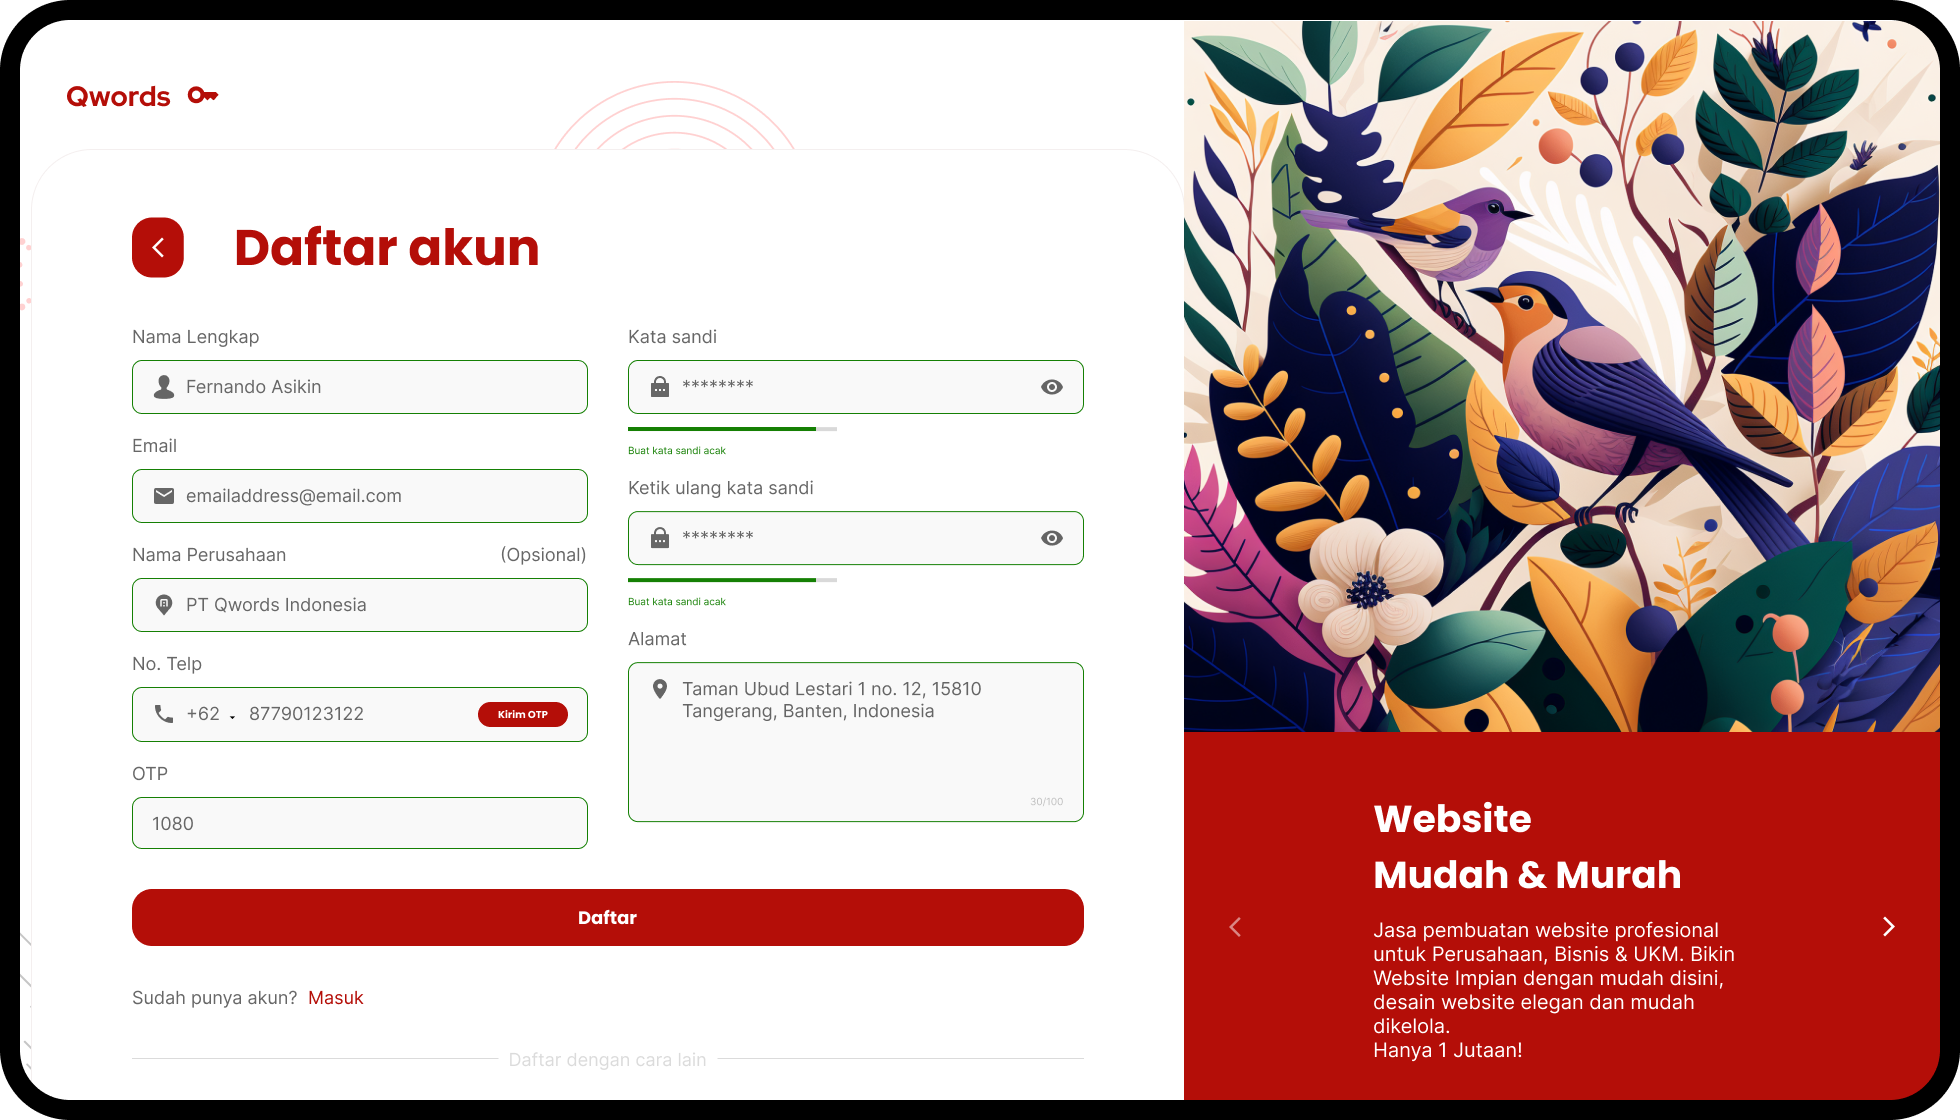 Qwords
Daftar akun
Nama Lengkap
Fernando Asikin
Email
emailaddress@email.com
Nama Perusahaan (Opsional)
PT Qwords Indonesia
No. Telp
+62 87790123122 Kirim OTP
OTP
1080
Kata sandi
********
Buat kata sandi acak
Ketik ulang kata sandi
********
Buat kata sandi acak
Alamat
Taman Ubud Lestari 1 no. 12, 15810
Tangerang, Banten, Indonesia
30/100
Daftar
Sudah punya akun? Masuk
Daftar dengan cara lain
Website
Mudah & Murah
Jasa pembuatan website profesional
untuk Perusahaan, Bisnis & UKM. Bikin
Website Impian dengan mudah disini,
desain website elegan dan mudah
dikelola.
Hanya 1 Jutaan!